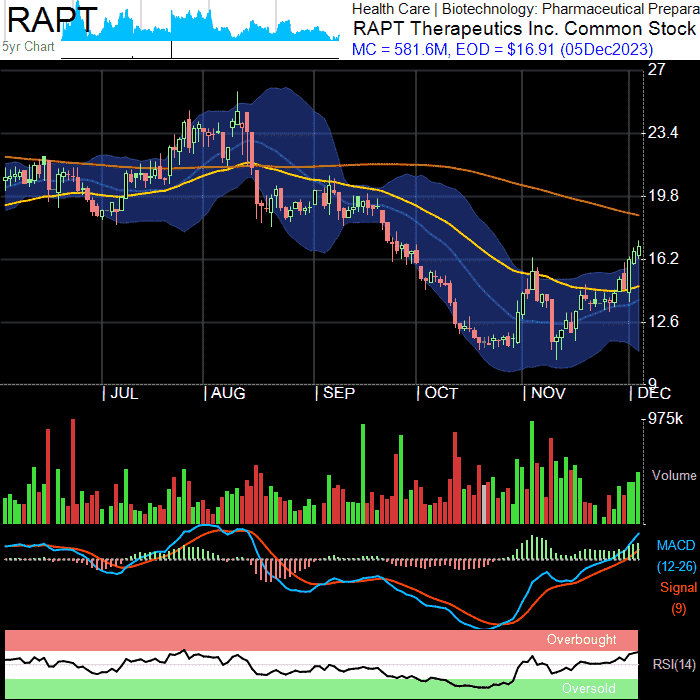 RAPT
5yr Chart
Health Care | Biotechnology: Pharmaceutical Prepara
RAPT Therapeutics Inc. Common Stock
MC = 581.6M, EOD = $16.91 (05Dec2023)
27
23.4
19.8
16.2
12.6
9
JUL
AUG
SEP
OCT
NOV
DEC
975k
Volume
MACD
(12-26)
Signal
(9)
Overbought
RSI(14)
Oversold